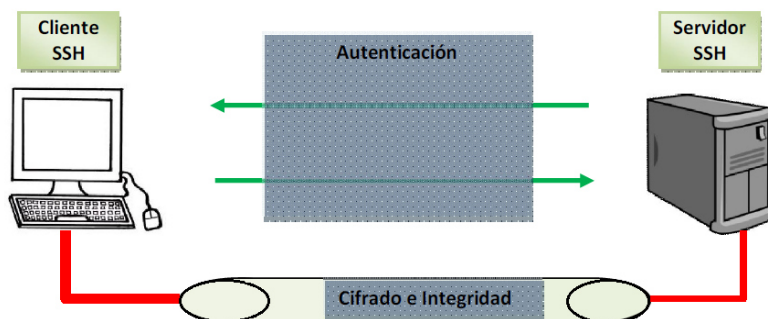 Cliente
SSH
Autenticación
Servidor
SSH
Cifrado e Integridad